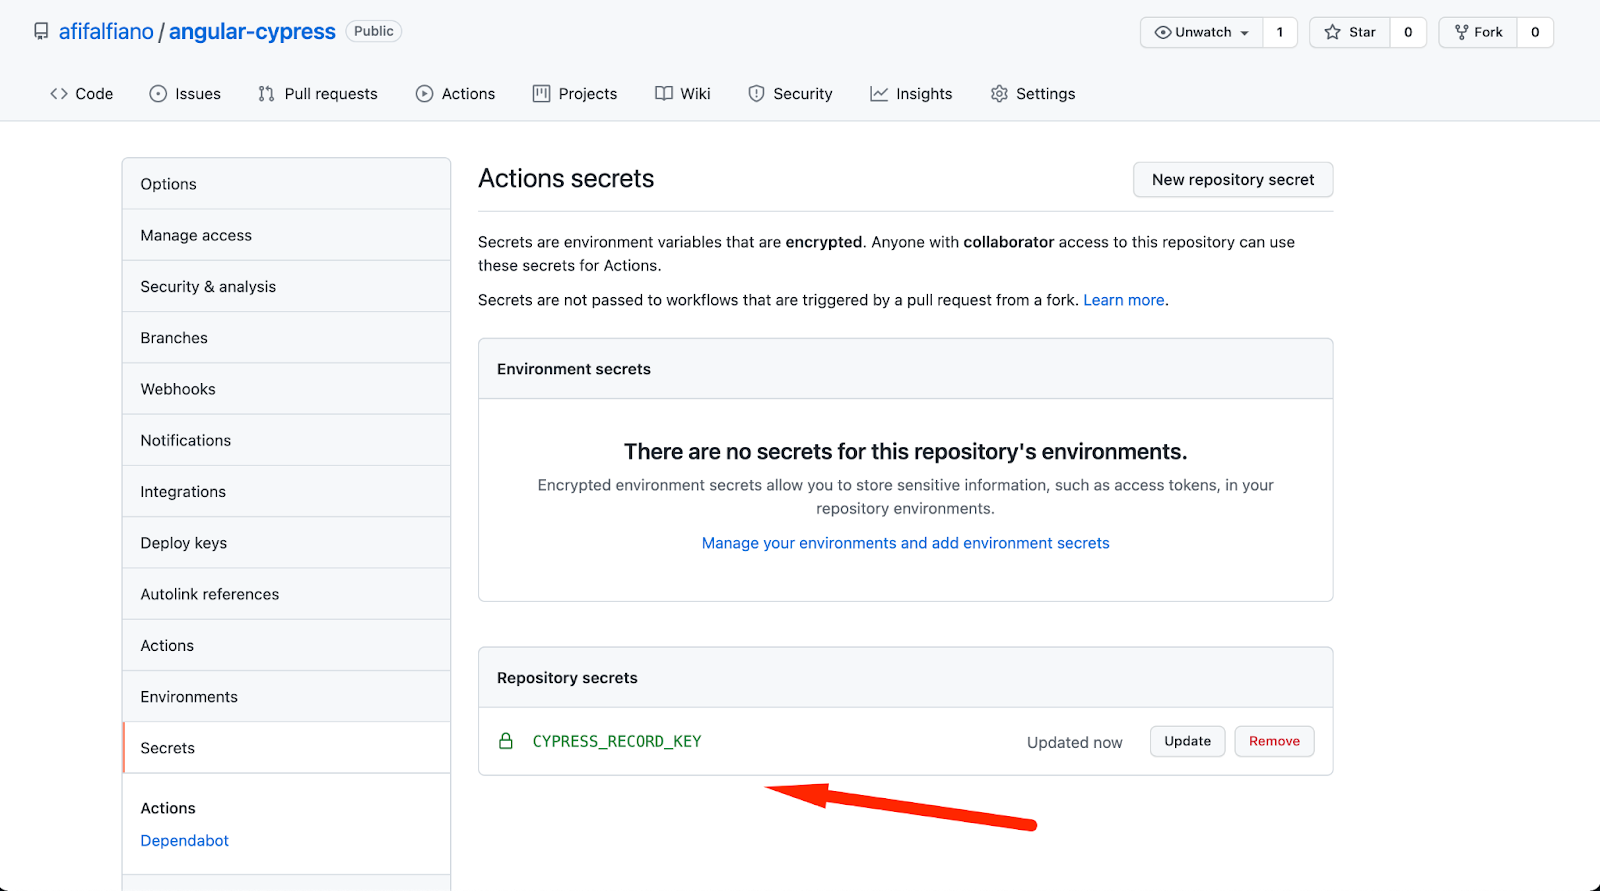 afifalfiano / angular-cypress Public
Unwatch 1 Star 0 Fork 0
Code Issues Pull requests Actions Projects Wiki Security Insights Settings
Options
Manage access
Security & analysis
Branches
Webhooks
Notifications
Integrations
Deploy keys
Autolink references
Actions
Environments
Secrets
Actions
Dependabot
Actions secrets
New repository secret
Secrets are environment variables that are encrypted. Anyone with collaborator access to this repository can use
these secrets for Actions.
Secrets are not passed to workflows that are triggered by a pull request from a fork. Learn more.
Environment secrets
There are no secrets for this repository's environments.
Encrypted environment secrets allow you to store sensitive information, such as access tokens, in your
repository environments.
Manage your environments and add environment secrets
Repository secrets
CYPRESS_RECORD_KEY Updated now Update Remove